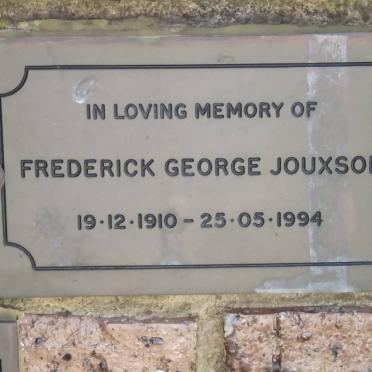 IN LOVING MEMORY OF
FREDERICK GEORGE JOUXSO
19·12·1910 - 25·05·1994